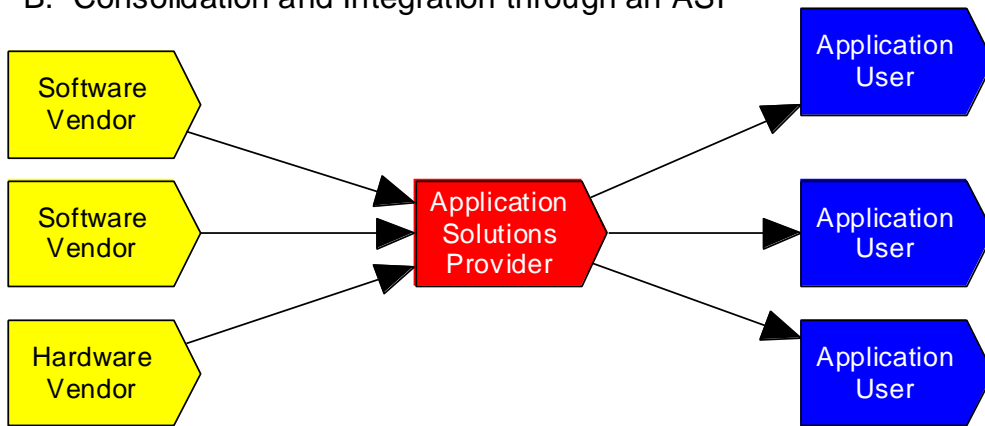 B. Consolidation and Integration through an ASP
Software
Vendor
Software
Vendor
Hardware
Vendor
Application
Solutions
Provider
Application
User
Application
User
Application
User